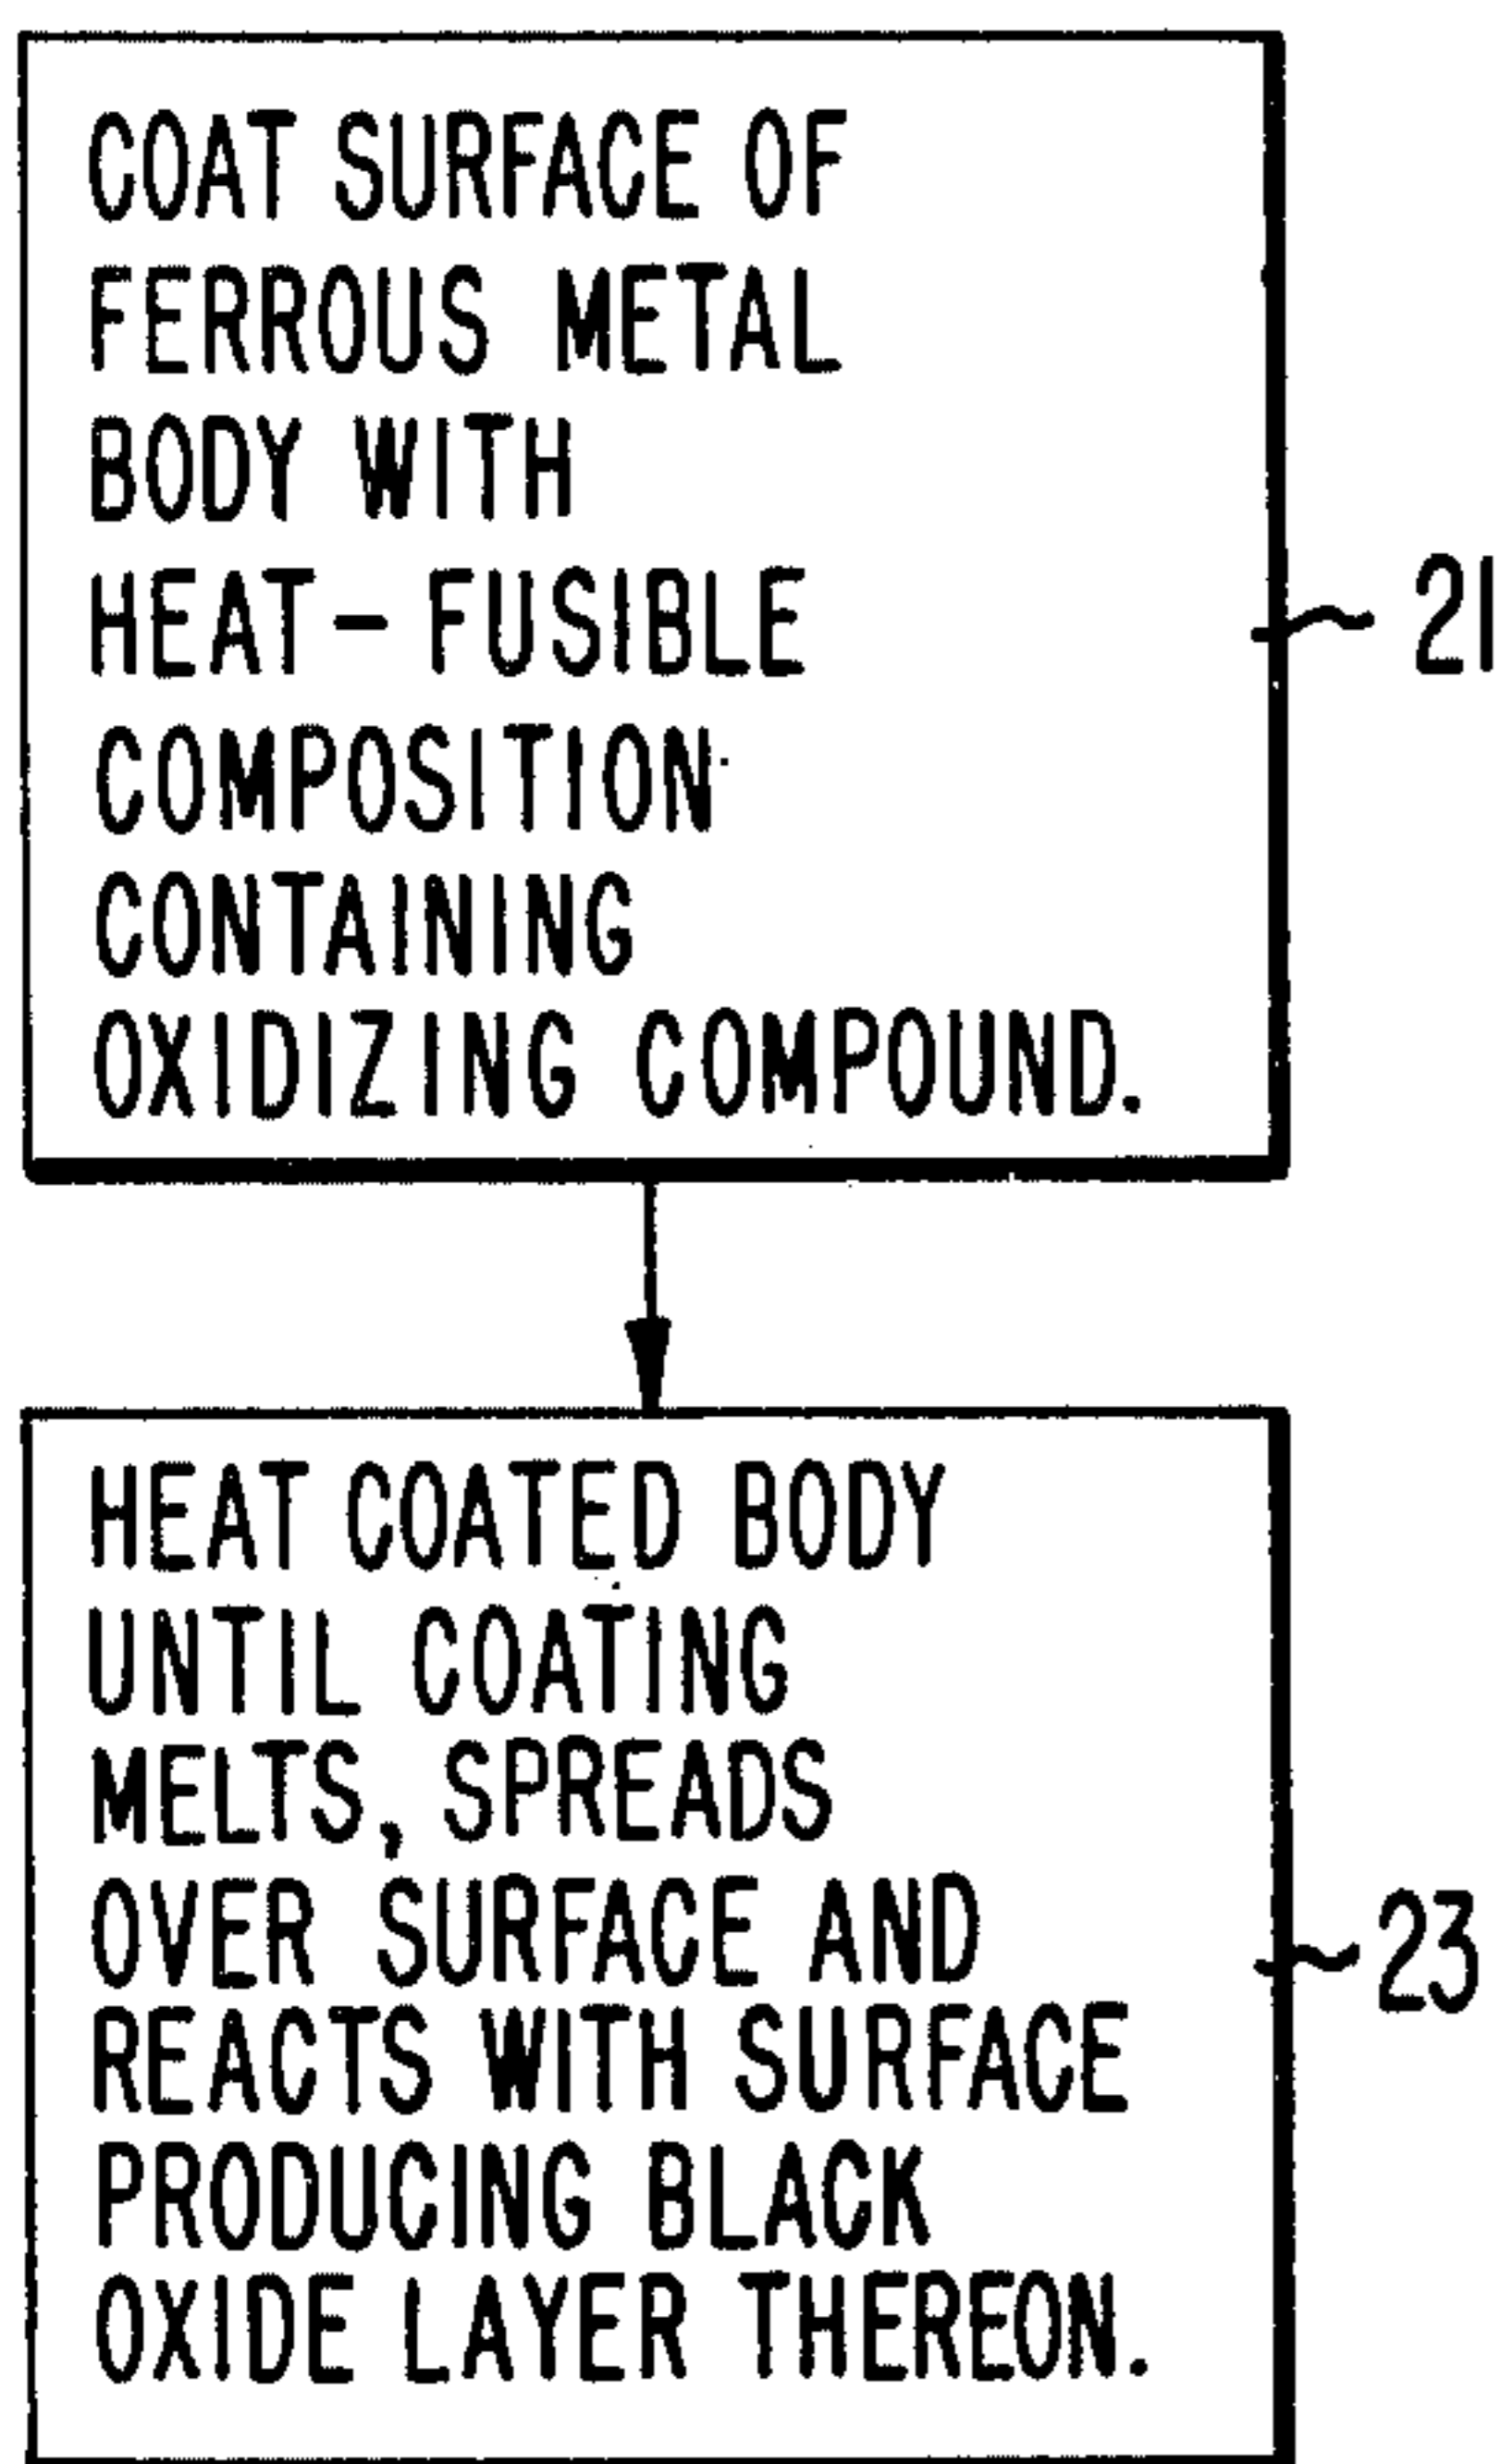 COAT SURFACE OF
FERROUS METAL
BODY WITH
HEAT-FUSIBLE
COMPOSITION
CONTAINING
OXIDIZING COMPOUND.
21
HEAT COATED BODY
UNTIL COATING
MELTS, SPREADS
OVER SURFACE AND
REACTS WITH SURFACE
PRODUCING BLACK
OXIDE LAYER THEREON.
23